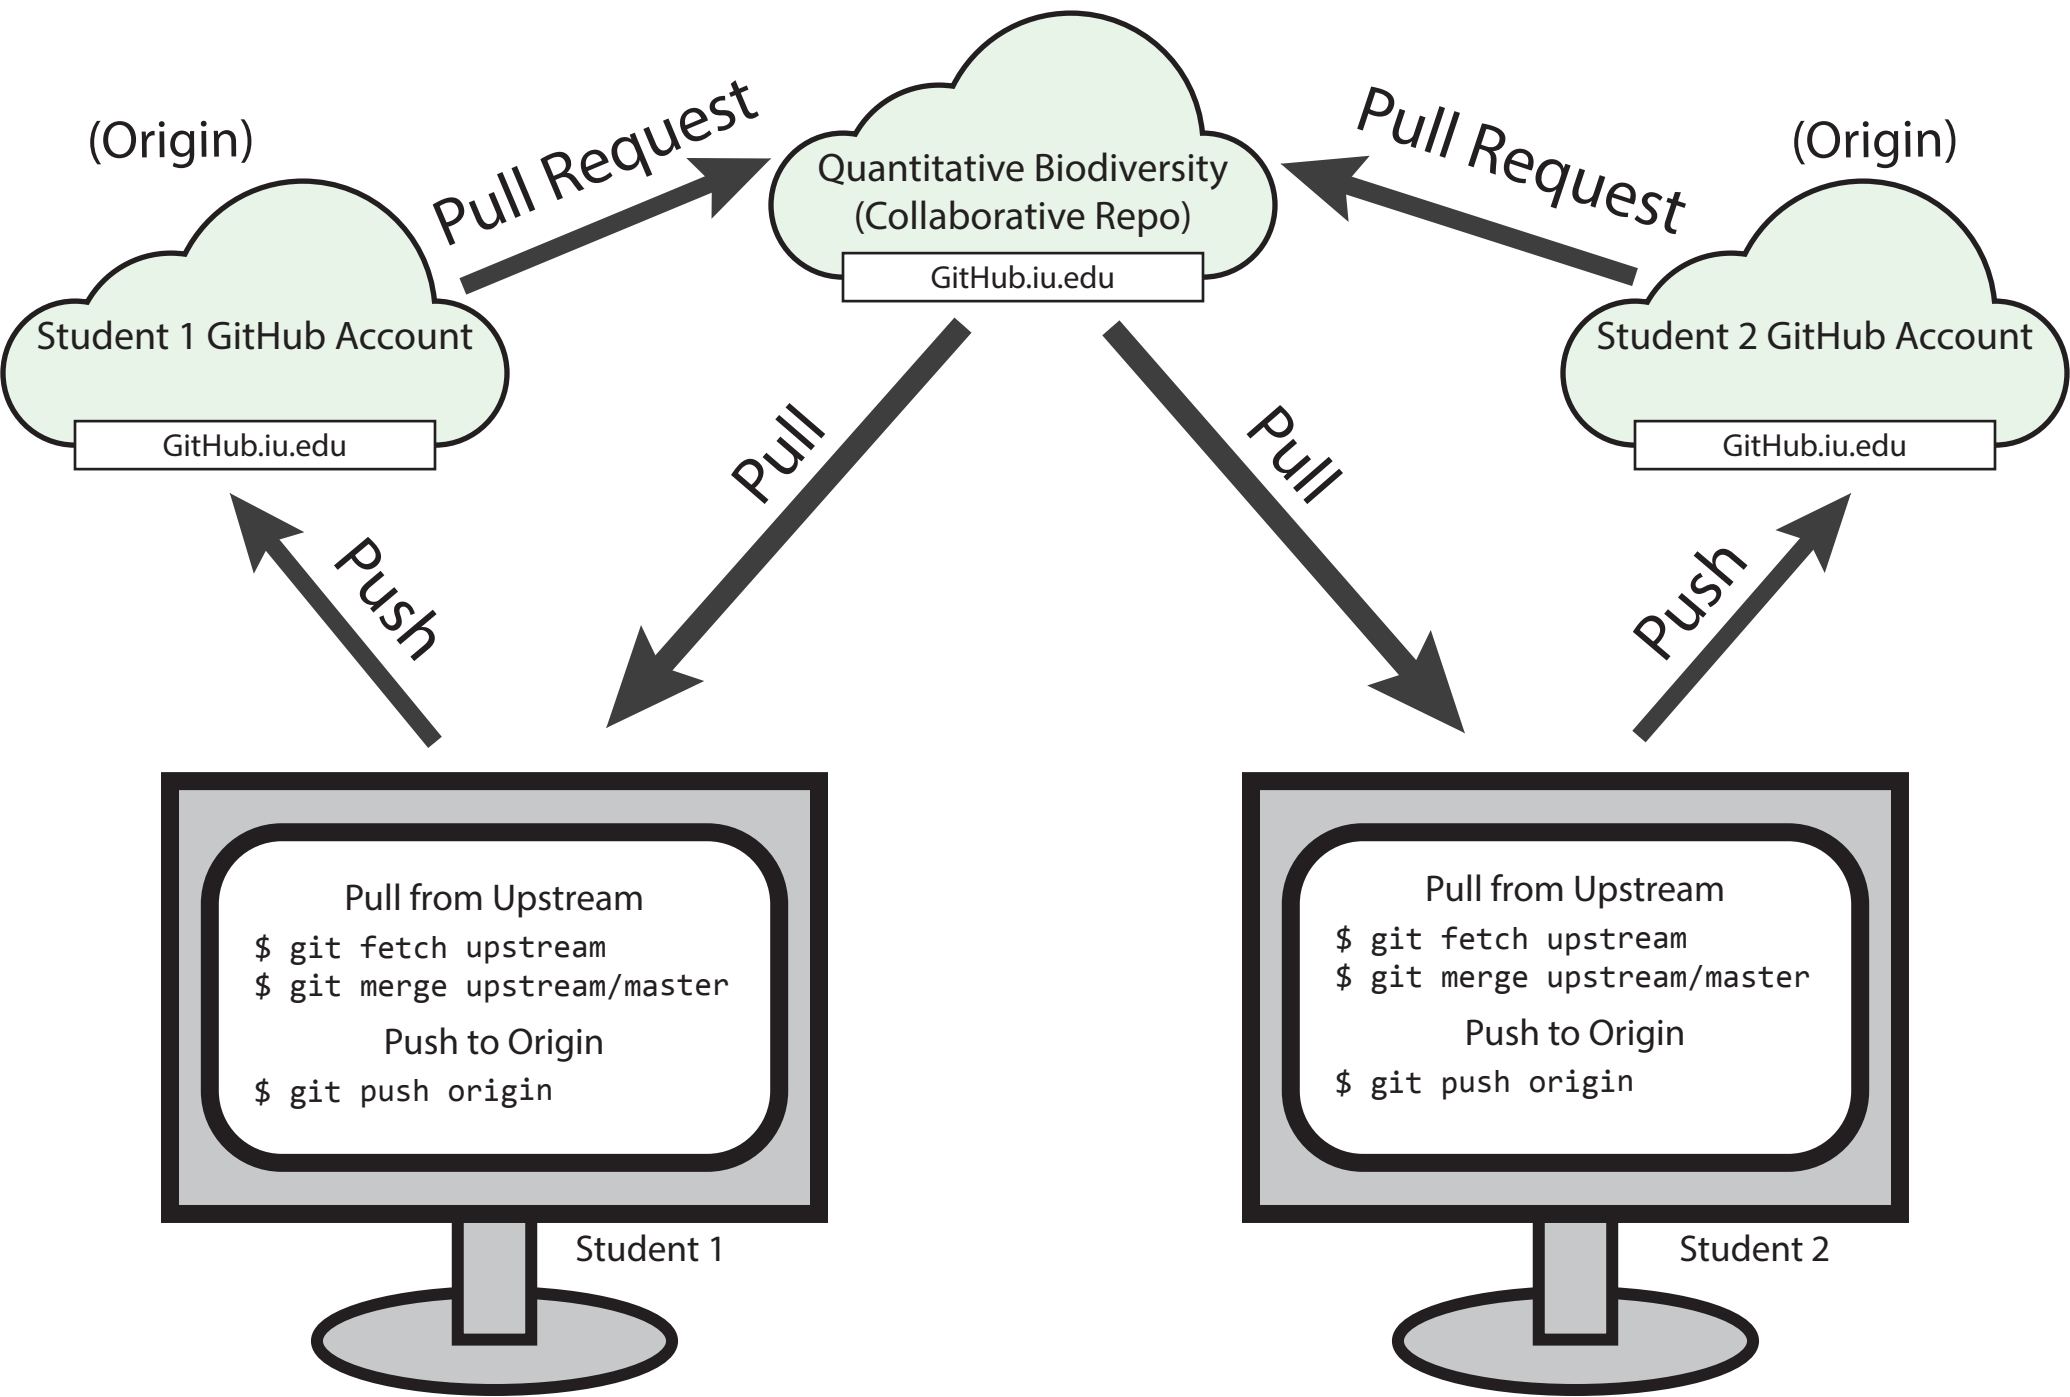 (Origin)
Pull Request
Quantitative Biodiversity
(Collaborative Repo)
GitHub.iu.edu
Pull Request
(Origin)
Student 1 GitHub Account
GitHub.iu.edu
Student 2 GitHub Account
GitHub.iu.edu
Push
Pull
Pull
Push
Pull from Upstream
$ git fetch upstream
$ git merge upstream/master
Push to Origin
$ git push origin
Student 1
Pull from Upstream
$ git fetch upstream
$ git merge upstream/master
Push to Origin
$ git push origin
Student 2